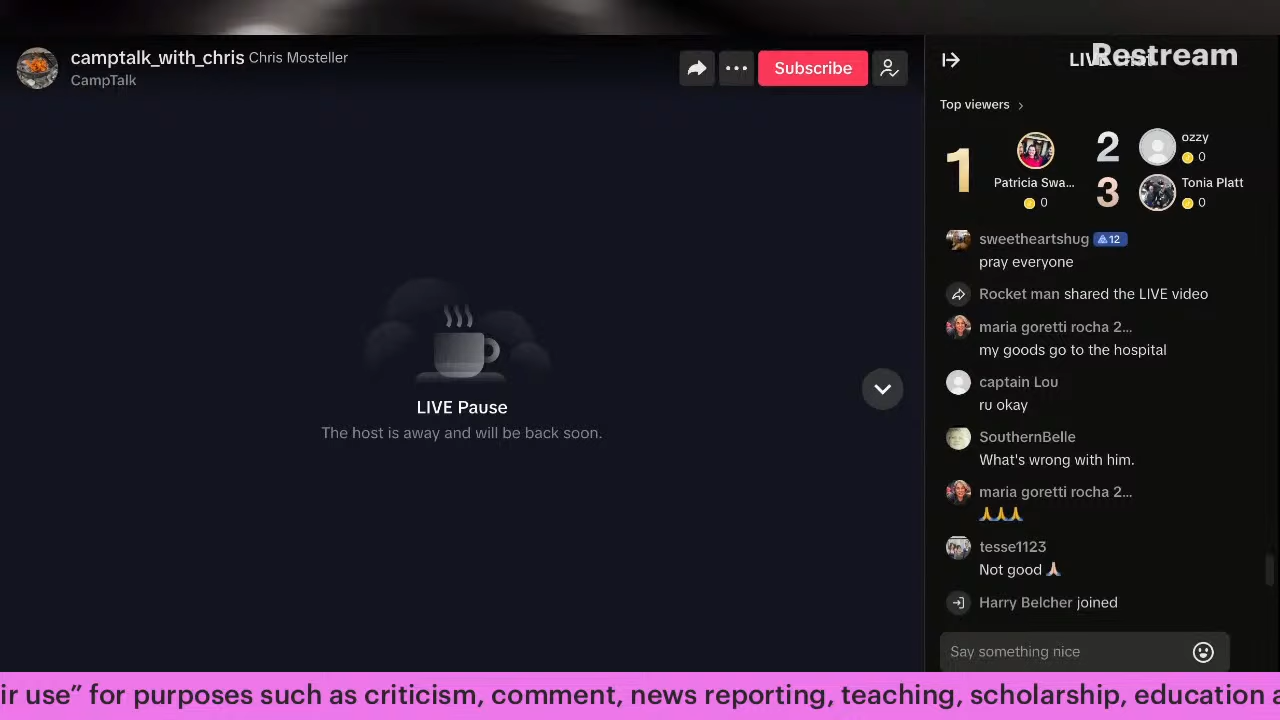 camptalk_with_chris Chris Mosteller
CampTalk
Subscribe
LIVE
Restream
Top viewers
1
Patricia Swa...
0
2
ozzy
0
3
Tonia Platt
0
sweetheartshug 12
pray everyone
Rocket man shared the LIVE video
maria goretti rocha 2...
my goods go to the hospital
captain Lou
ru okay
SouthernBelle
What's wrong with him.
maria goretti rocha 2...
🙏🙏🙏
tesse1123
Not good 🙏🏼
Harry Belcher joined
Say something nice
LIVE Pause
The host is away and will be back soon.
ir use” for purposes such as criticism, comment, news reporting, teaching, scholarship, education a